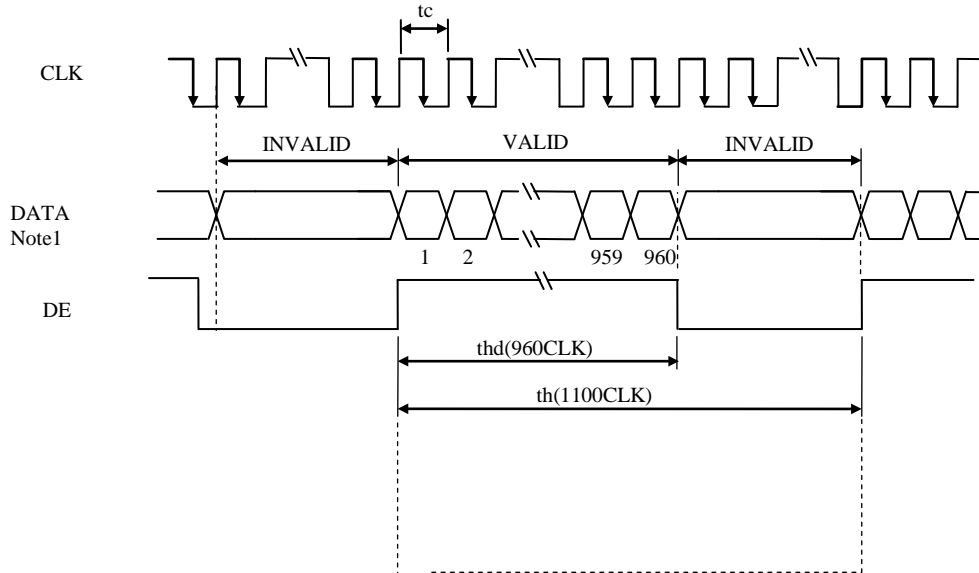 tc
CLK
INVALID VALID INVALID
DATA
Note1
1 2 959 960
DE
thd(960CLK)
th(1100CLK)